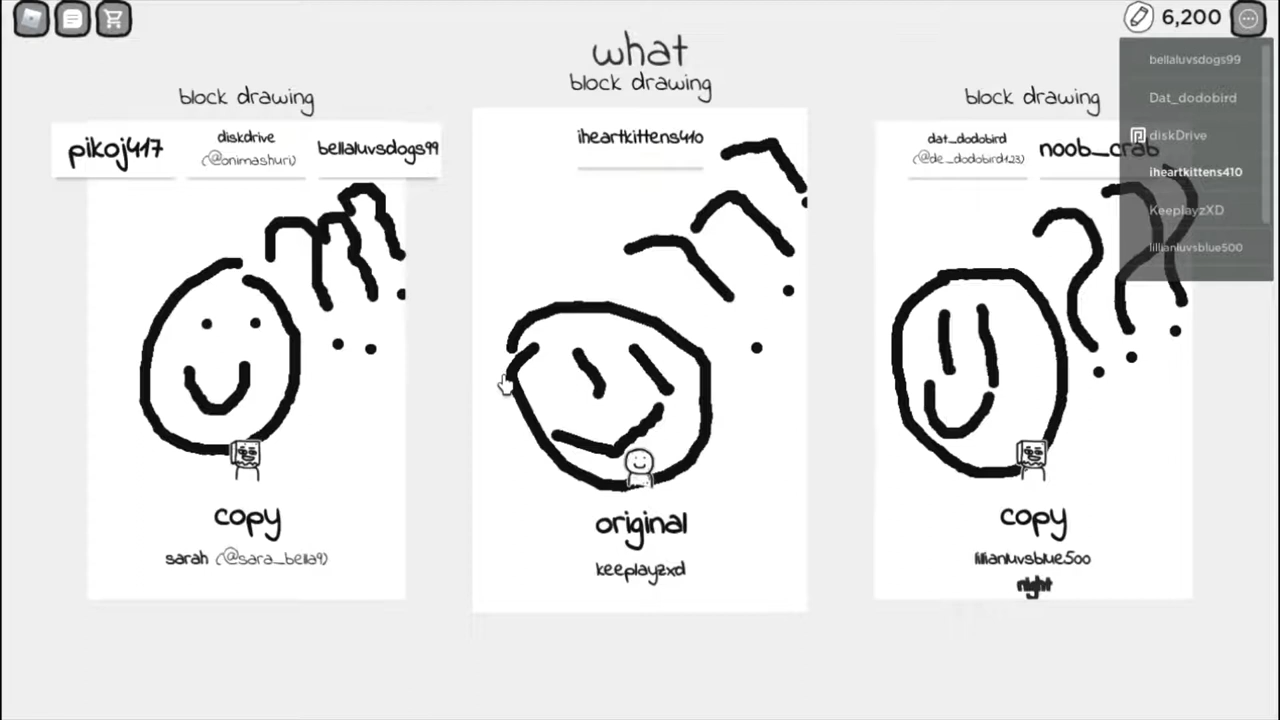 6,200
what
block drawing
block drawing
block drawing
pikoj417
diskdrive
(@onimashuri)
bellaluvsdogs99
iheartkittens410
dat_dodobird
(@de_dodobird123)
noob_crab
bellaluvsdogs99
Dat_dodobird
diskDrive
iheartkittens410
KeeplayzXD
lillianluvsblue500
???
copy
sarah (@sara_bella9)
original
keeplayzxd
copy
lillianluvsblue500
night